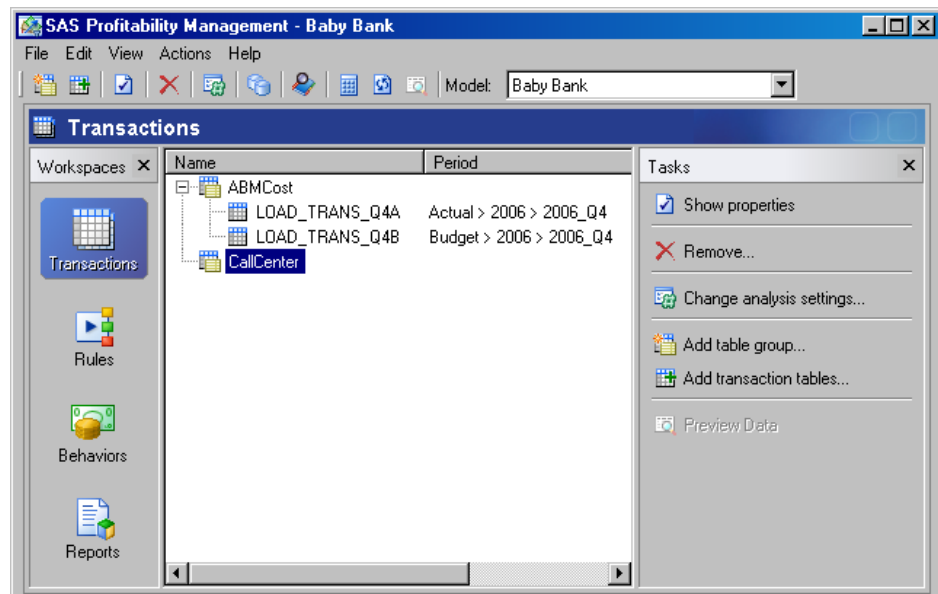 SAS Profitability Management - Baby Bank
File Edit View Actions Help
Model: Baby Bank
Transactions
Workspaces
Transactions
Rules
Behaviors
Reports
Name Period
ABMCost
LOAD_TRANS_Q4A Actual > 2006 > 2006_Q4
LOAD_TRANS_Q4B Budget > 2006 > 2006_Q4
CallCenter
Tasks
Show properties
Remove...
Change analysis settings...
Add table group...
Add transaction tables...
Preview Data